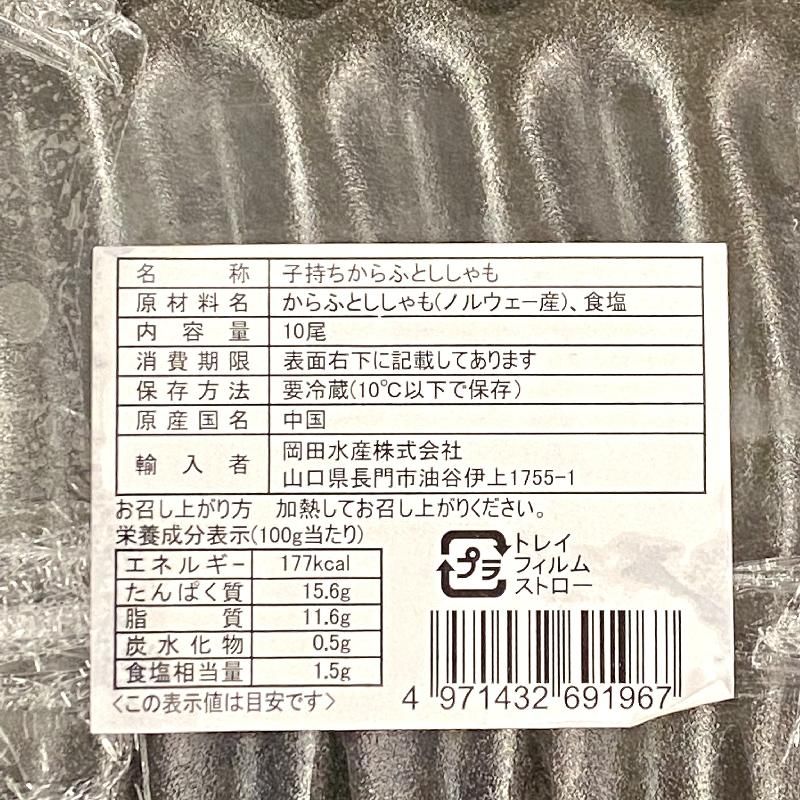 名称 子持ちからふとししゃも
原材料名 からふとししゃも(ノルウェー産)、食塩
内容量 10尾
消費期限 表面右下に記載してあります
保存方法 要冷蔵(10℃以下で保存)
原産国名 中国
輸入者 岡田水産株式会社
山口県長門市油谷伊上1755-1
お召し上がり方 加熱してお召し上がりください。
栄養成分表示(100g当たり)
エネルギー 177kcal
たんぱく質 15.6g
脂質 11.6g
炭水化物 0.5g
食塩相当量 1.5g
<この表示値は目安です>
プラ
トレイ
フィルム
ストロー
4 971432 691967